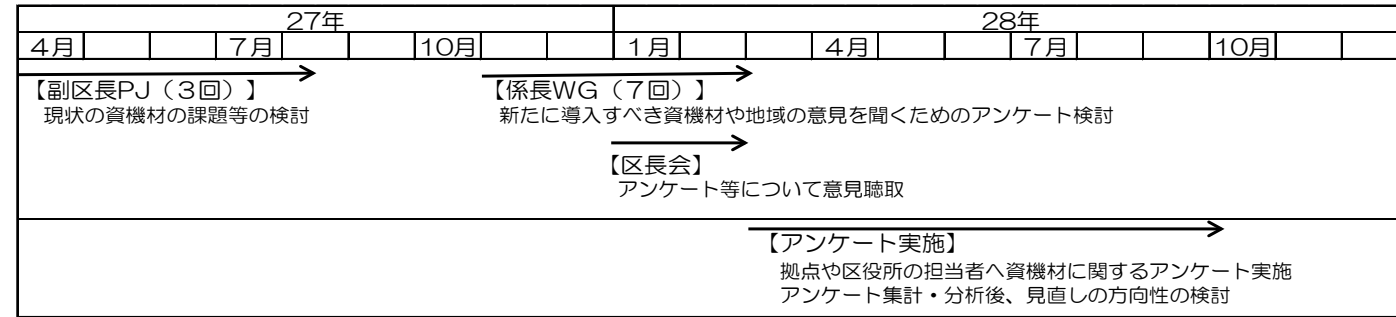 27年 28年
4月 7月 10月 1月 4月 7月 10月
【副区長PJ(3回)】 【係長WG(7回)】
現状の資機材の課題等の検討 新たに導入すべき資機材や地域の意見を聞くためのアンケート検討
【区長会】
アンケート等について意見聴取
【アンケート実施】
拠点や区役所の担当者へ資機材に関するアンケート実施
アンケート集計・分析後、見直しの方向性の検討